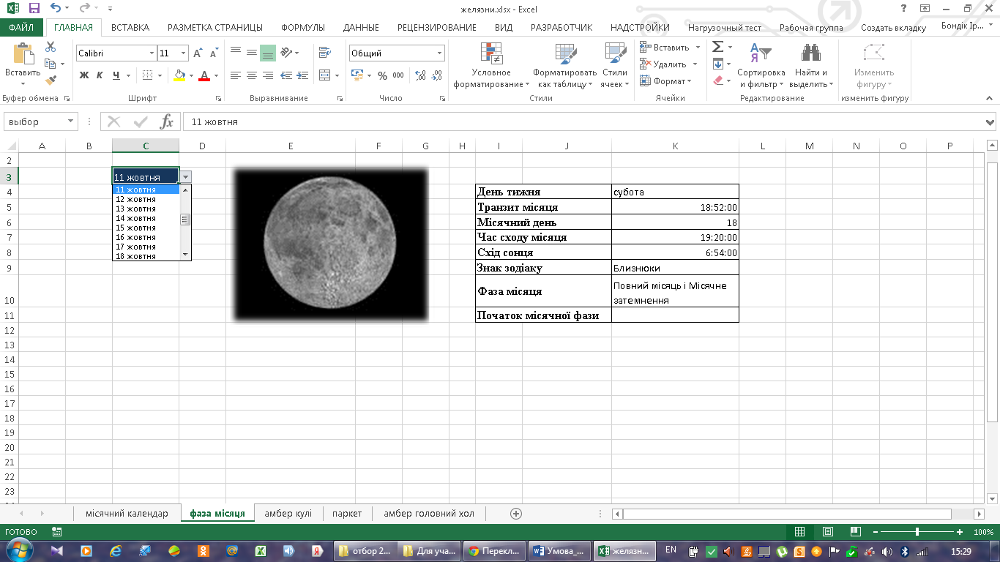 желязни.xlsx - Excel
ФАЙЛ ГЛАВНАЯ ВСТАВКА РАЗМЕТКА СТРАНИЦЫ ФОРМУЛЫ ДАННЫЕ РЕЦЕНЗИРОВАНИЕ ВИД РАЗРАБОТЧИК НАДСТРОЙКИ Нагрузочный тест Рабочая группа Создать вкладку Бондік Ір...
Вставить
Буфер обмена
Calibri 11
Ж К Ч
Шрифт
Выравнивание
Общий
% 000
Число
Условное форматирование
Форматировать как таблицу
Стили ячеек
Стили
Вставить
Удалить
Формат
Ячейки
Сортировка и фильтр
Найти и выделить
Редактирование
Изменить фигуру
изменить фигуру
выбор fx 11 жовтня
A B C D E F G H I J K L M N O P
2
3 11 жовтня
11 жовтня
12 жовтня
13 жовтня
14 жовтня
15 жовтня
16 жовтня
17 жовтня
18 жовтня
4 День тижня субота
5 Транзит місяця 18:52:00
6 Місячний день 18
7 Час сходу місяця 19:20:00
8 Схід сонця 6:54:00
9 Знак зодіаку Близнюки
10 Фаза місяця Повний місяць і Місячне затемнення
11 Початок місячної фази
12
13
14
15
16
17
18
19
20
21
22
23
місячний календар фаза місяця амбер кулі паркет амбер головний хол
ГОТОВО 100%
отбор 2... Для уча... Перекл... Умова_... желязн... EN 15:29